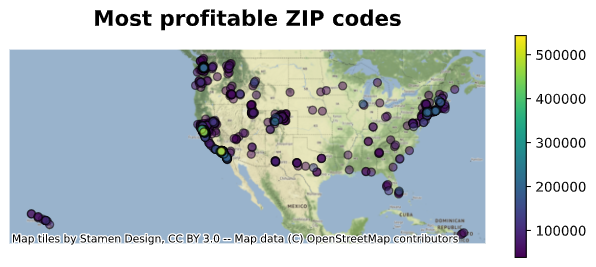 Most profitable ZIP codes
500000
400000
300000
200000
100000
MEXICO
CUBA
DOMINICAN
REPUBLIC
Map tiles by Stamen Design, CC BY 3.0 -- Map data (C) OpenStreetMap contributors